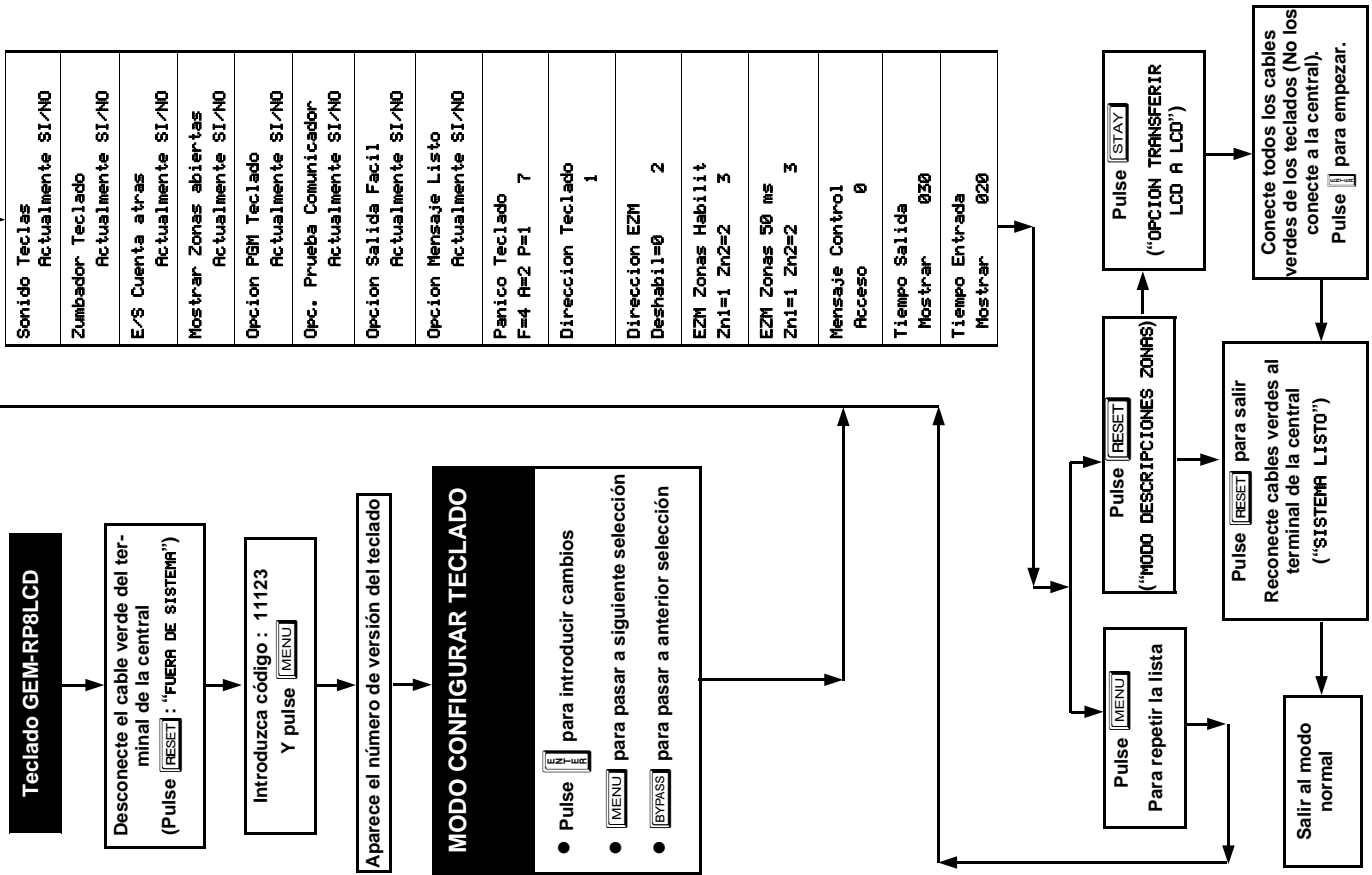 Teclado GEM-RP8LCD
Desconecte el cable verde del ter-
minal de la central
(Pulse RESET : “FUERA DE SISTEMA”)
Introduzca código : 11123
Y pulse MENU
Aparece el número de versión del teclado
MODO CONFIGURAR TECLADO
● Pulse ENTER para introducir cambios
● MENU para pasar a siguiente selección
● BYPASS para pasar a anterior selección
Sonido Teclas
Actualmente SI/NO
Zumbador Teclado
Actualmente SI/NO
E/S Cuenta atras
Actualmente SI/NO
Mostrar Zonas abiertas
Actualmente SI/NO
Opcion PGM Teclado
Actualmente SI/NO
Opc. Prueba Comunicador
Actualmente SI/NO
Opcion Salida Facil
Actualmente SI/NO
Opcion Mensaje Listo
Actualmente SI/NO
Panico Teclado
F=4 A=2 P=1 7
Direccion Teclado
1
Direccion EZM
Deshabil=0 2
EZM Zonas Habilit
Zn1=1 Zn2=2 3
EZM Zonas 50 ms
Zn1=1 Zn2=2 3
Mensaje Control
Acceso 0
Tiempo Salida
Mostrar 030
Tiempo Entrada
Mostrar 020
Pulse MENU
Para repetir la lista
Pulse RESET
(“MODO DESCRIPCIONES ZONAS)
Pulse STAY
(“OPCION TRANSFERIR
LCD A LCD”)
Conecte todos los cables
verdes de los teclados (No los
conecte a la central).
Pulse ENTER para empezar.
Pulse RESET para salir
Reconecte cables verdes al
terminal de la central
(“SISTEMA LISTO”)
Salir al modo
normal